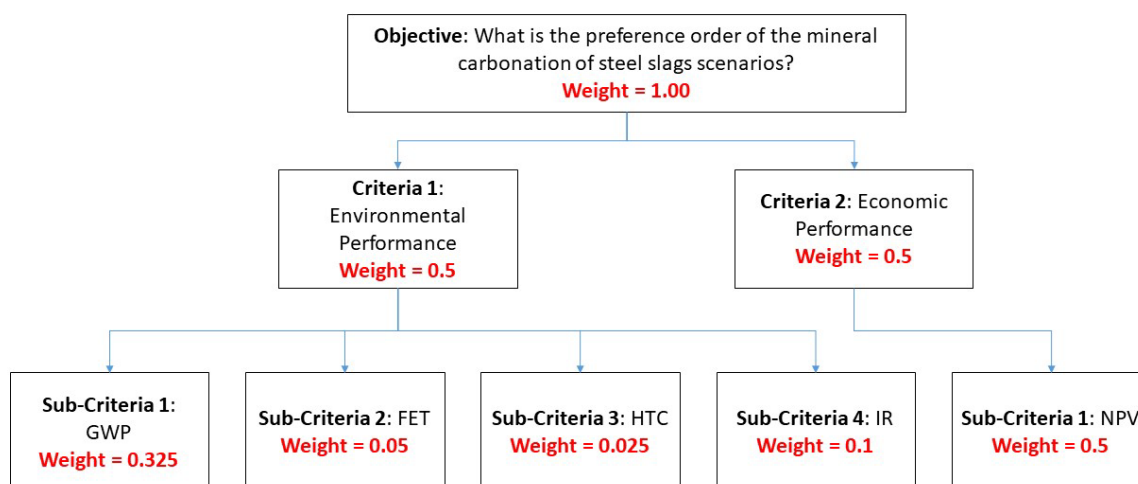 Objective: What is the preference order of the mineral
carbonation of steel slags scenarios?
Weight = 1.00
Criteria 1:
Environmental
Performance
Weight = 0.5
Criteria 2: Economic
Performance
Weight = 0.5
Sub-Criteria 1:
GWP
Weight = 0.325
Sub-Criteria 2: FET
Weight = 0.05
Sub-Criteria 3: HTC
Weight = 0.025
Sub-Criteria 4: IR
Weight = 0.1
Sub-Criteria 1: NPV
Weight = 0.5